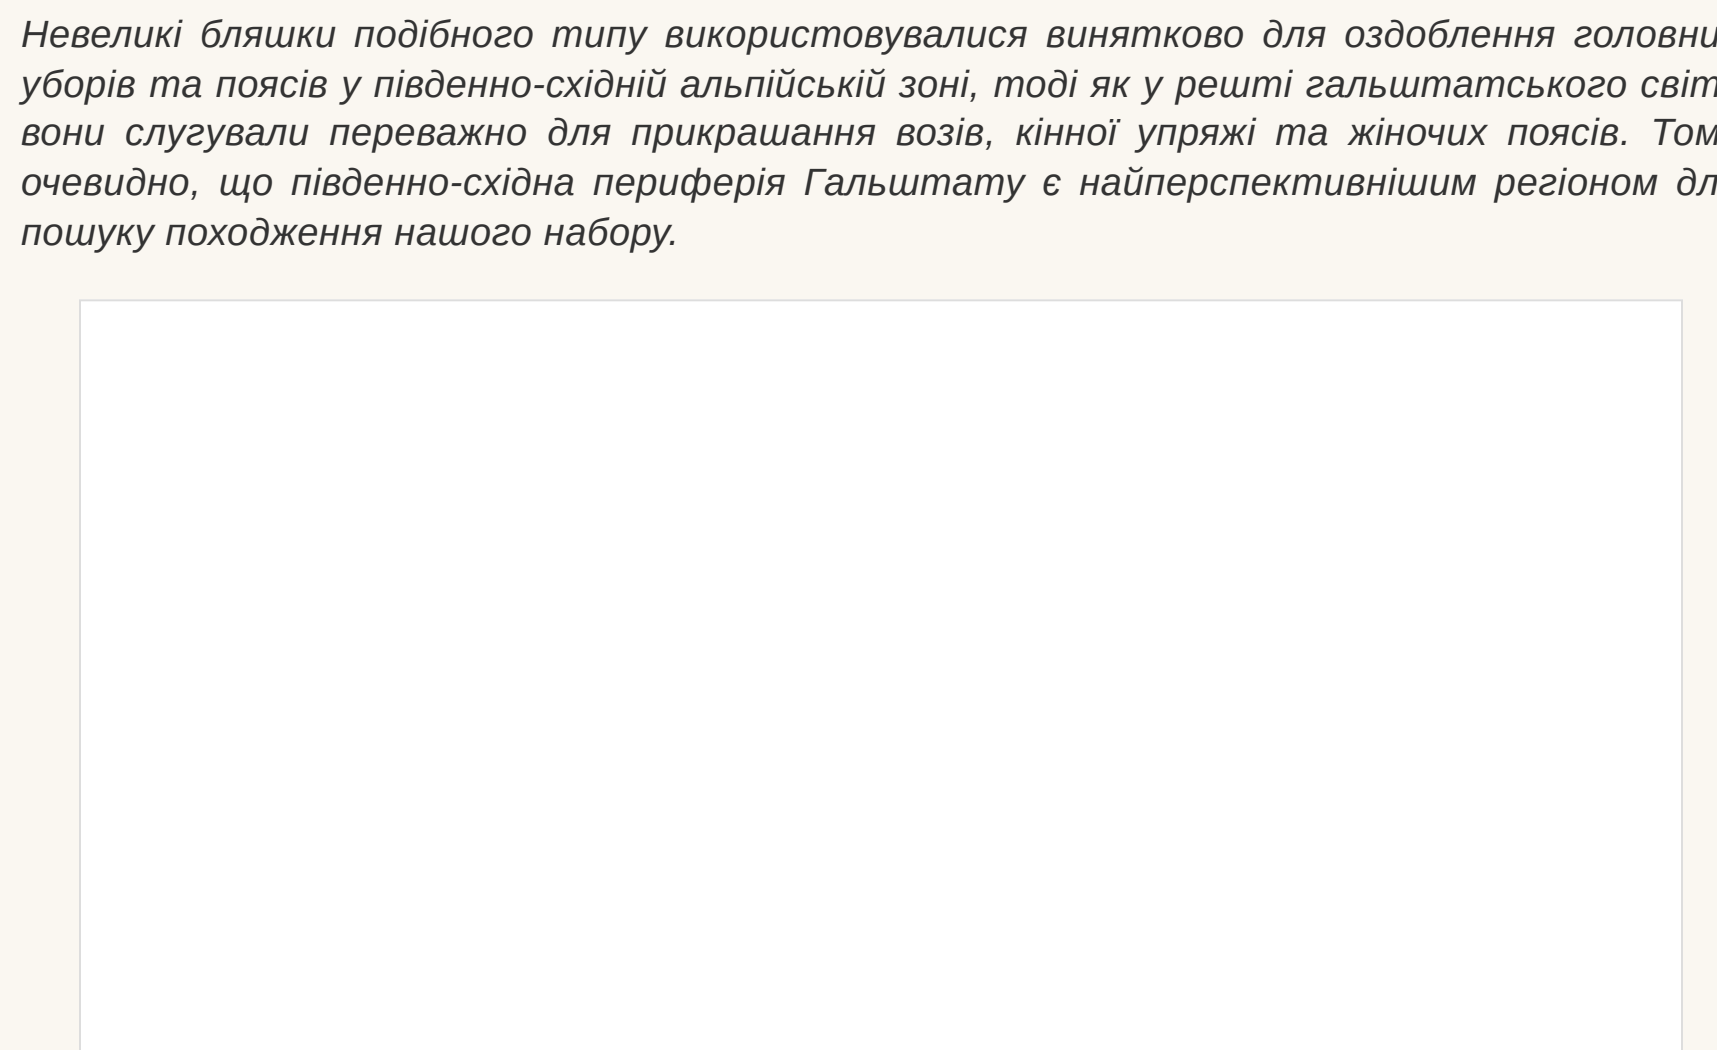 Невеликі бляшки подібного типу використовувалися винятково для оздоблення головни
уборів та поясів у південно-східній альпійській зоні, тоді як у решті гальштатського світ
вони слугували переважно для прикрашання возів, кінної упряжі та жіночих поясів. Том
очевидно, що південно-східна периферія Гальштату є найперспективнішим регіоном дл
пошуку походження нашого набору.